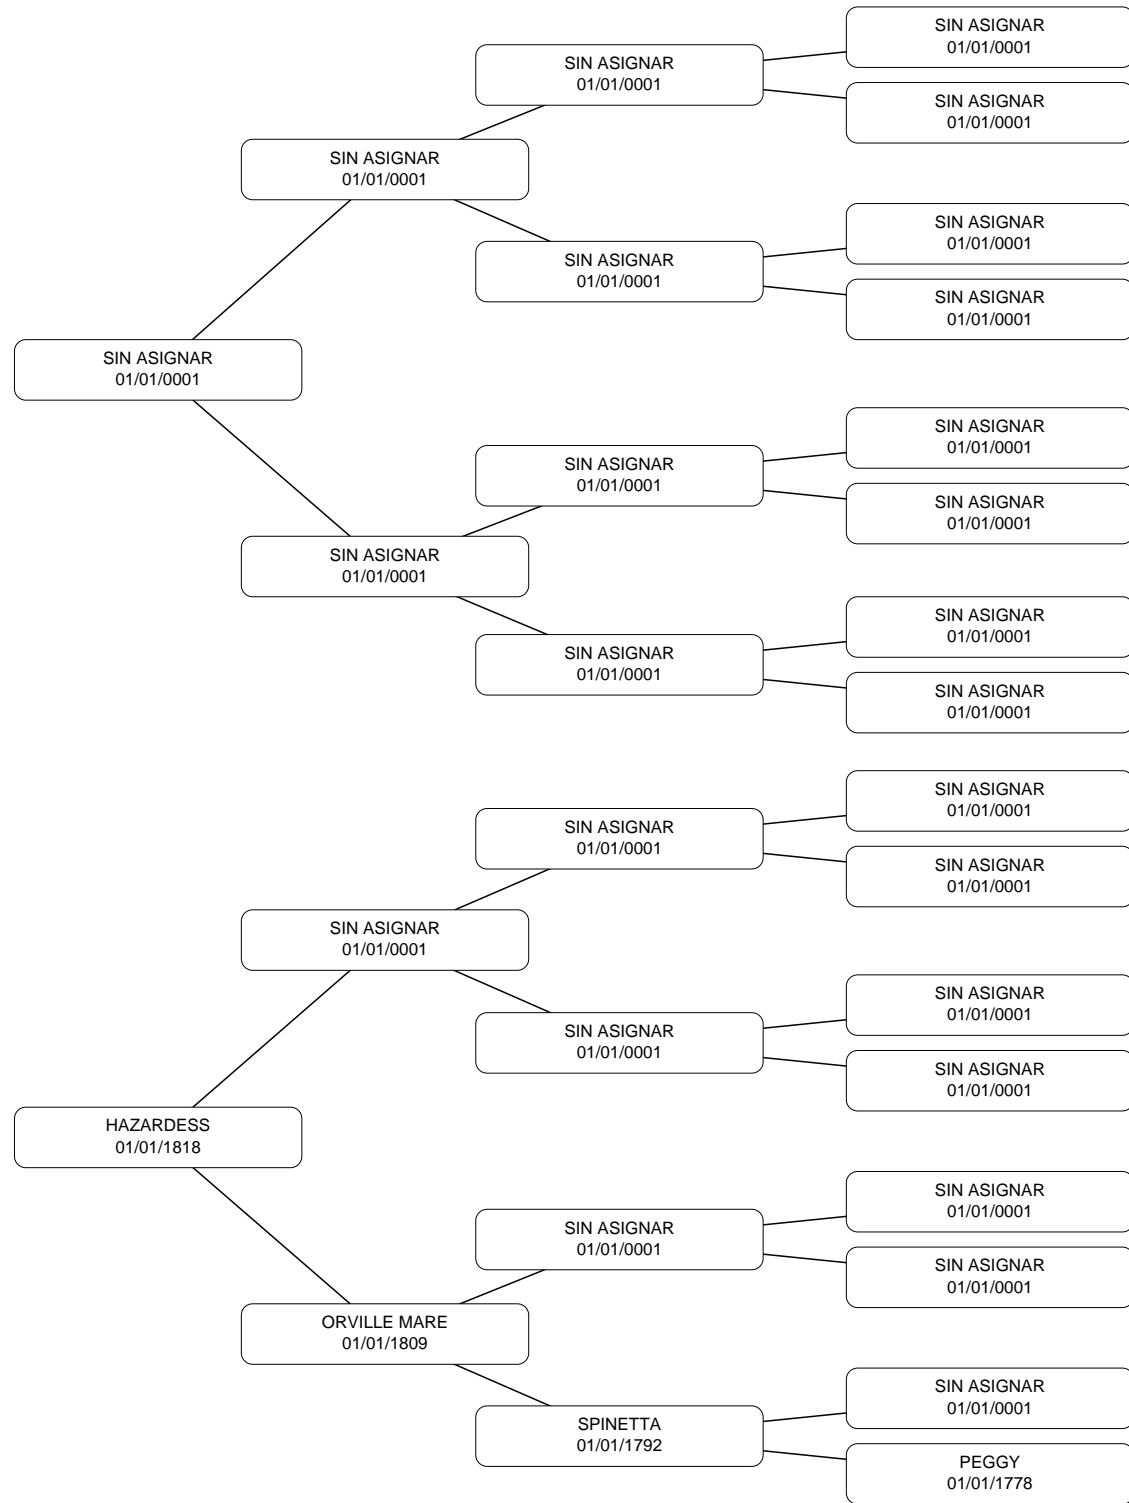 SIN ASIGNAR
01/01/0001
SIN ASIGNAR
01/01/0001
SIN ASIGNAR
01/01/0001
SIN ASIGNAR
01/01/0001
SIN ASIGNAR
01/01/0001
SIN ASIGNAR
01/01/0001
SIN ASIGNAR
01/01/0001
SIN ASIGNAR
01/01/0001
SIN ASIGNAR
01/01/0001
SIN ASIGNAR
01/01/0001
SIN ASIGNAR
01/01/0001
SIN ASIGNAR
01/01/0001
SIN ASIGNAR
01/01/0001
SIN ASIGNAR
01/01/0001
SIN ASIGNAR
01/01/0001
SIN ASIGNAR
01/01/0001
SIN ASIGNAR
01/01/0001
SIN ASIGNAR
01/01/0001
SIN ASIGNAR
01/01/0001
SIN ASIGNAR
01/01/0001
SIN ASIGNAR
01/01/0001
SIN ASIGNAR
01/01/0001
HAZARDESS
01/01/1818
SIN ASIGNAR
01/01/0001
SIN ASIGNAR
01/01/0001
SIN ASIGNAR
01/01/0001
ORVILLE MARE
01/01/1809
SIN ASIGNAR
01/01/0001
SPINETTA
01/01/1792
PEGGY
01/01/1778